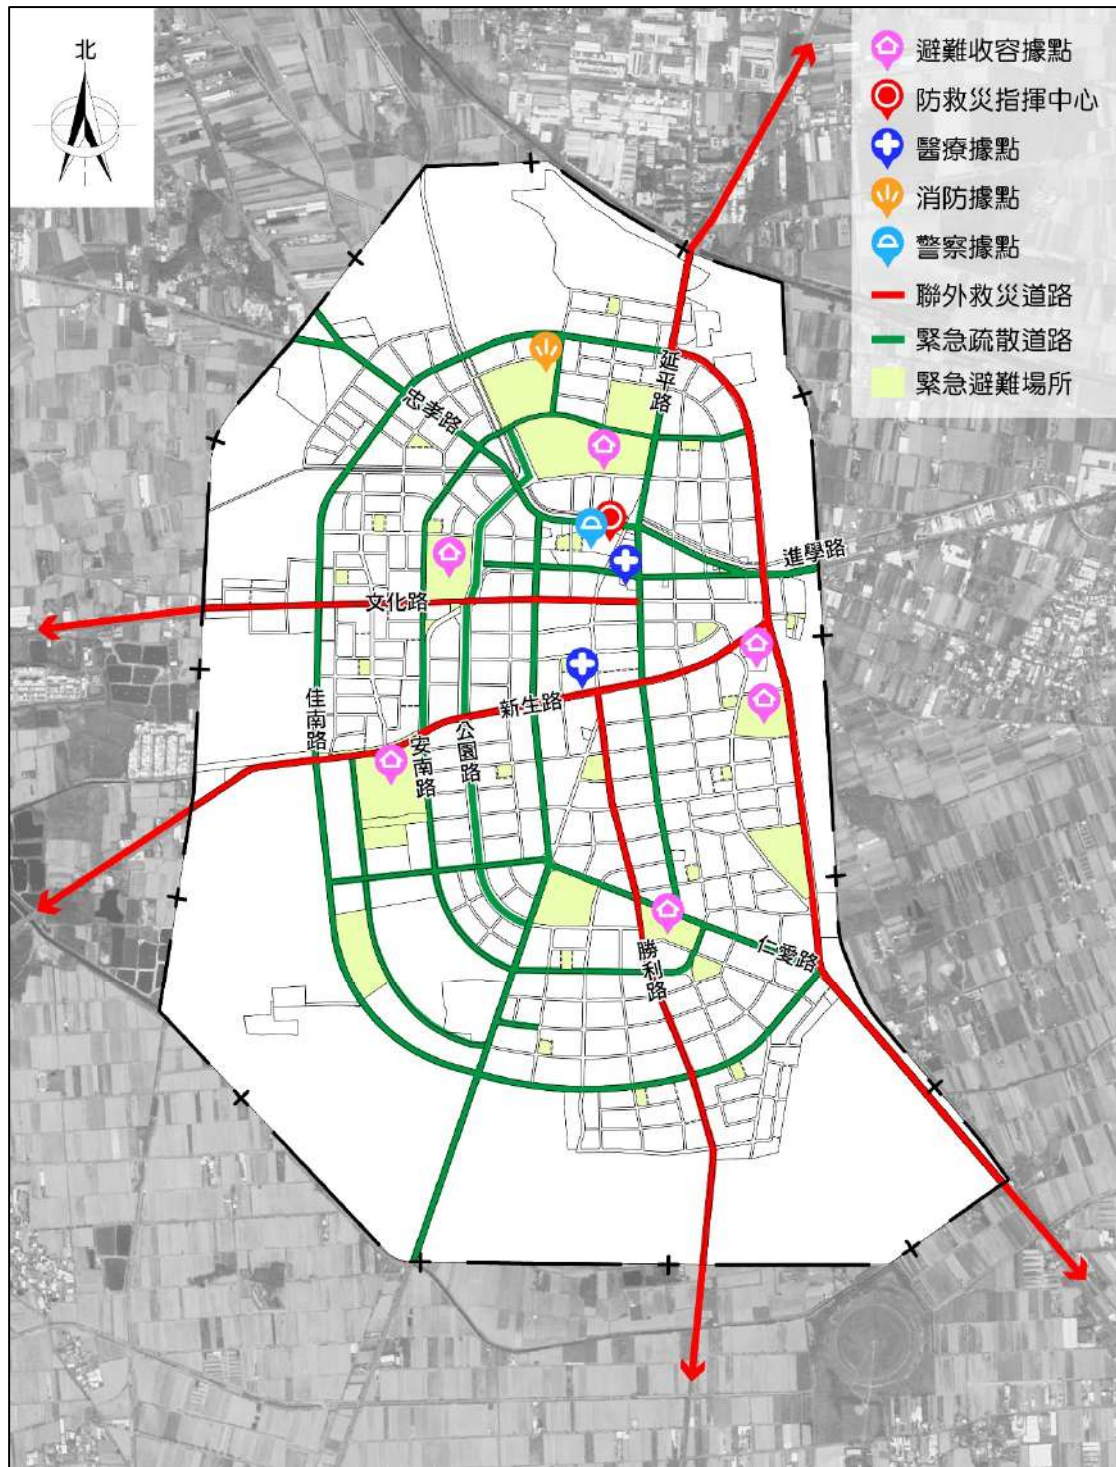 北
避難收容據點
防救災指揮中心
醫療據點
消防據點
警察據點
聯外救災道路
緊急疏散道路
緊急避難場所
延平路
忠孝路
進學路
文化路
佳南路
新生路
公園路
安南路
仁愛路
勝利路